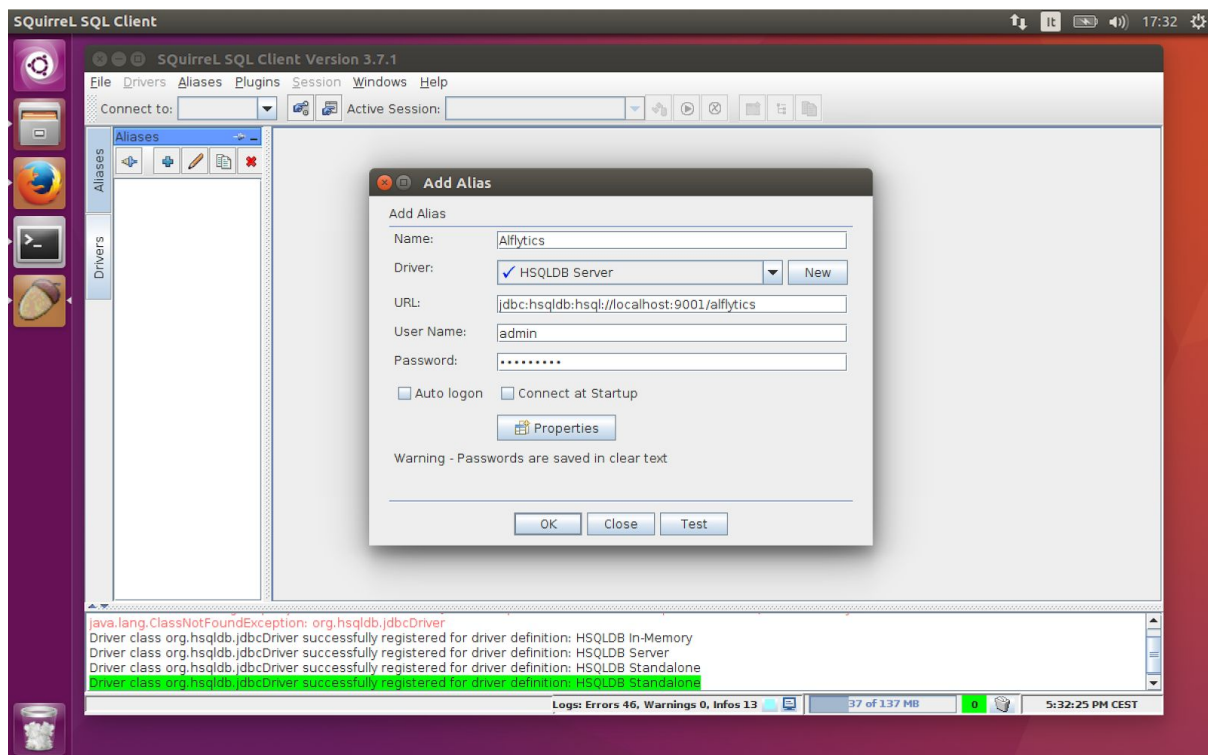 SQuirreL SQL Client
It
17:32
SQuirreL SQL Client Version 3.7.1
File Drivers Aliases Plugins Session Windows Help
Connect to:
Active Session:
Aliases
Aliases
Drivers
Add Alias
Add Alias
Name: Alflytics
Driver: HSQLDB Server New
URL: jdbc:hsqldb:hsql://localhost:9001/alflytics
User Name: admin
Password: •••••••••
Auto logon Connect at Startup
Properties
Warning - Passwords are saved in clear text
OK Close Test
java.lang.ClassNotFoundException: org.hsqldb.jdbcDriver
Driver class org.hsqldb.jdbcDriver successfully registered for driver definition: HSQLDB In-Memory
Driver class org.hsqldb.jdbcDriver successfully registered for driver definition: HSQLDB Server
Driver class org.hsqldb.jdbcDriver successfully registered for driver definition: HSQLDB Standalone
Driver class org.hsqldb.jdbcDriver successfully registered for driver definition: HSQLDB Standalone
Logs: Errors 46, Warnings 0, Infos 13 37 of 137 MB 0 5:32:25 PM CEST